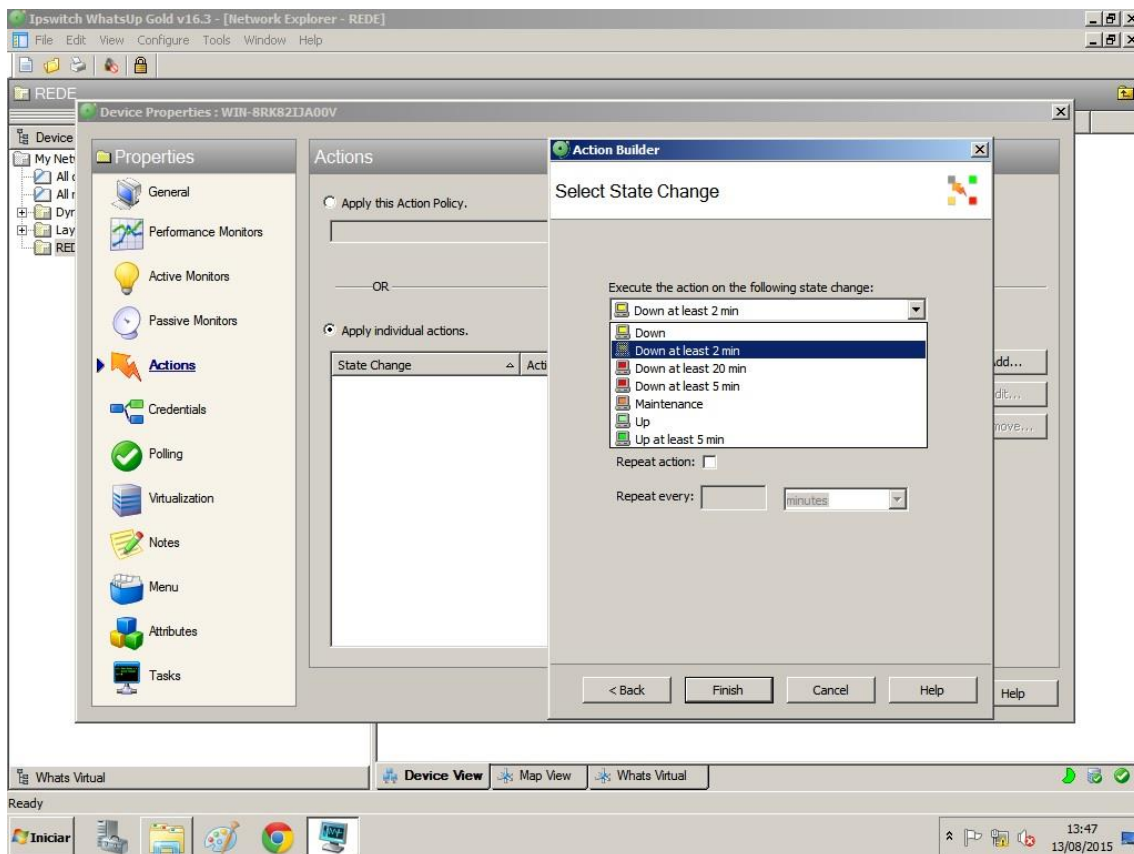 Ipswitch WhatsUp Gold v16.3 - [Network Explorer - REDE]
File Edit View Configure Tools Window Help
REDE
Device Properties : WIN-8RK82IJA00V
Device
My Net
All
All
Dyr
Lay
RED
Properties
General
Performance Monitors
Active Monitors
Passive Monitors
Actions
Credentials
Polling
Virtualization
Notes
Menu
Attributes
Tasks
Actions
Apply this Action Policy.
OR
Apply individual actions.
State Change
Acti
Add...
dit...
move...
Help
Action Builder
Select State Change
Execute the action on the following state change:
Down at least 2 min
Down
Down at least 2 min
Down at least 20 min
Down at least 5 min
Maintenance
Up
Up at least 5 min
Repeat action:
Repeat every:
minutes
< Back
Finish
Cancel
Help
Whats Virtual
Device View
Map View
Whats Virtual
Ready
Iniciar
13:47
13/08/2015